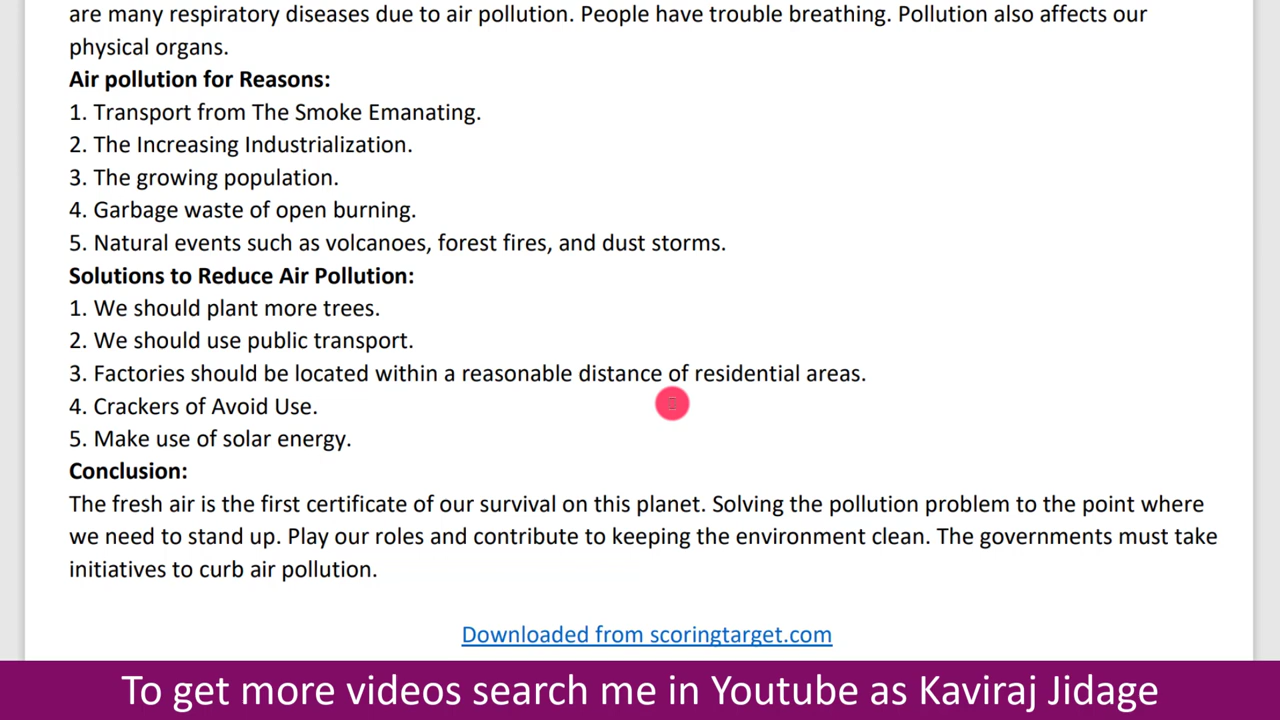 are many respiratory diseases due to air pollution. People have trouble breathing. Pollution also affects our
physical organs.
Air pollution for Reasons:
1. Transport from The Smoke Emanating.
2. The Increasing Industrialization.
3. The growing population.
4. Garbage waste of open burning.
5. Natural events such as volcanoes, forest fires, and dust storms.
Solutions to Reduce Air Pollution:
1. We should plant more trees.
2. We should use public transport.
3. Factories should be located within a reasonable distance of residential areas.
4. Crackers of Avoid Use.
5. Make use of solar energy.
Conclusion:
The fresh air is the first certificate of our survival on this planet. Solving the pollution problem to the point where
we need to stand up. Play our roles and contribute to keeping the environment clean. The governments must take
initiatives to curb air pollution.
Downloaded from scoringtarget.com
To get more videos search me in Youtube as Kaviraj Jidage